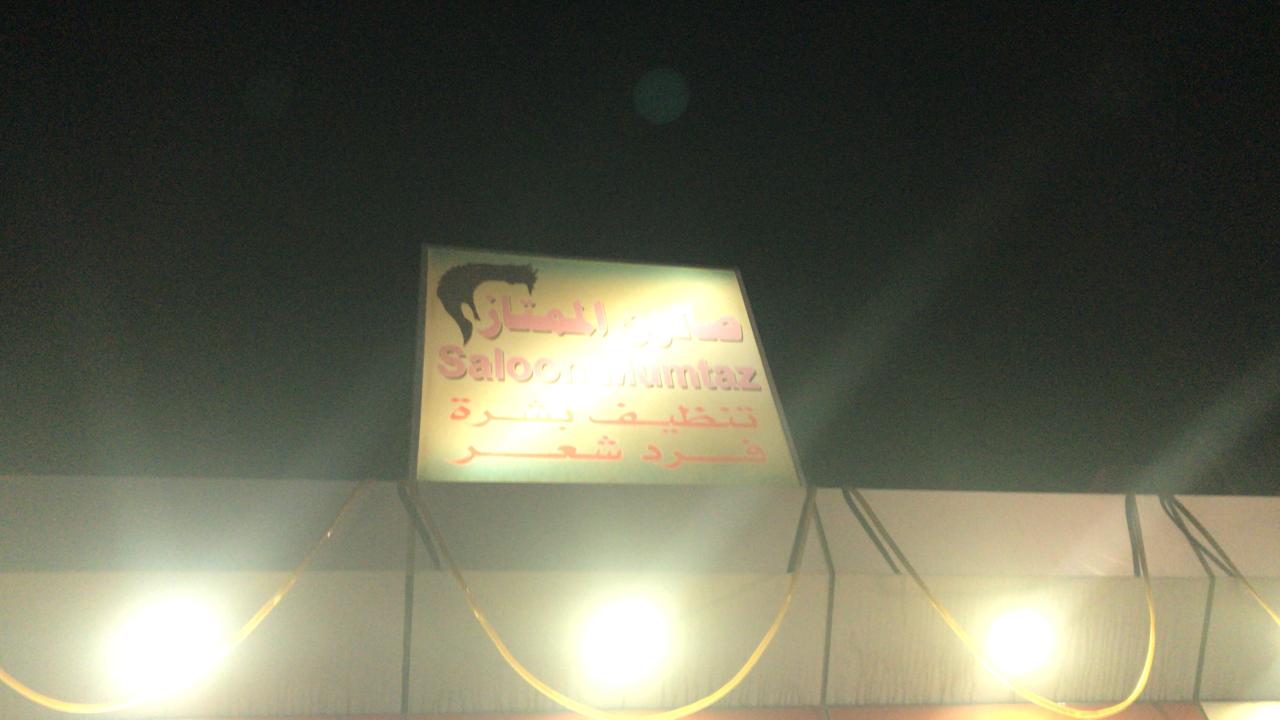 صالون الممتاز
Saloon Mumtaz
تنظيف بشرة
فرد شعر